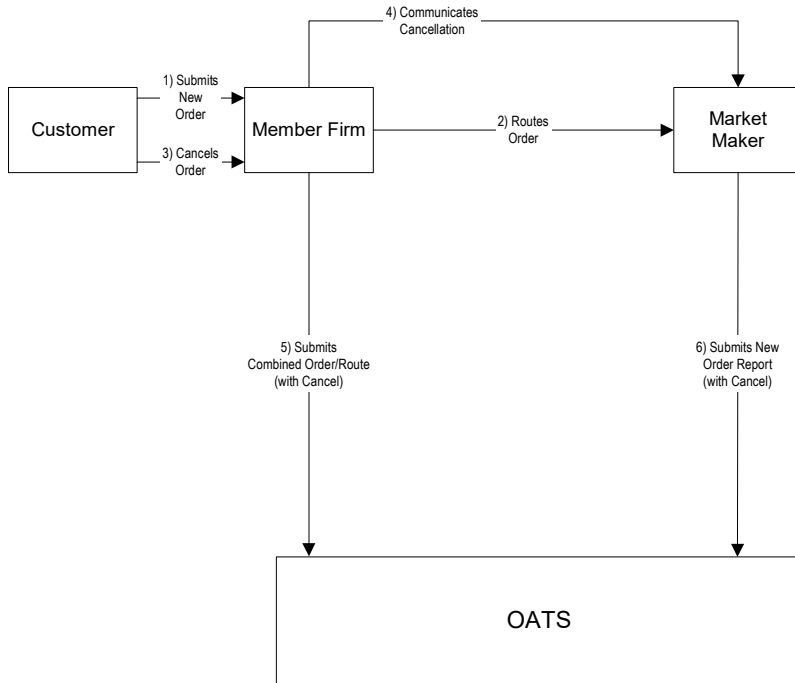 4) Communicates
Cancellation
1) Submits
New
Order
Customer
Member Firm
2) Routes
Order
Market
Maker
3) Cancels
Order
5) Submits
Combined Order/Route
(with Cancel)
6) Submits New
Order Report
(with Cancel)
OATS